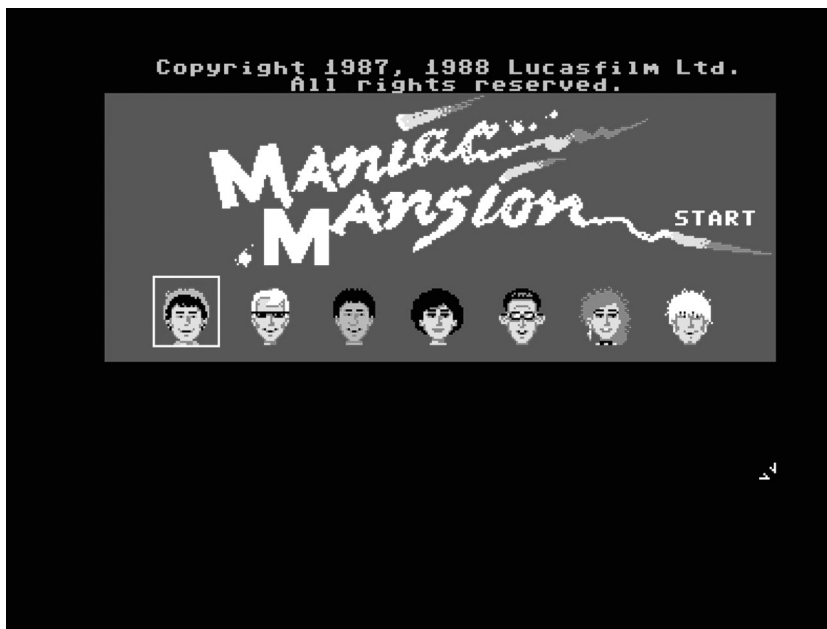 Copyright 1987, 1988 Lucasfilm Ltd.
All rights reserved.
Maniac
Mansion
START